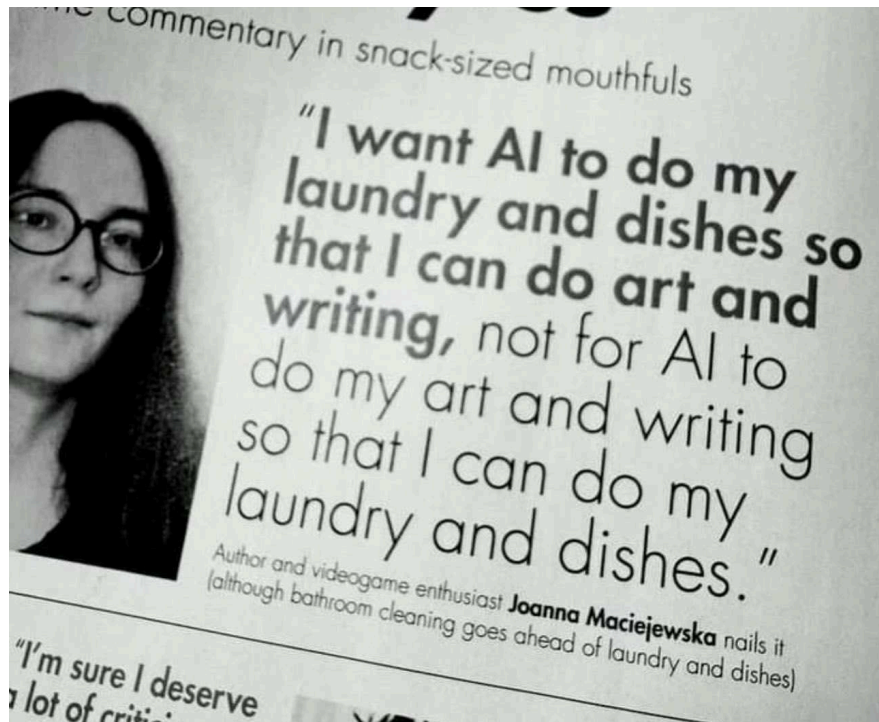 commentary in snack-sized mouthfuls
“I want AI to do my
laundry and dishes so
that I can do art and
writing, not for AI to
do my art and writing
so that I can do my
laundry and dishes.”
Author and videogame enthusiast Joanna Maciejewska nails it
(although bathroom cleaning goes ahead of laundry and dishes)
“I’m sure I deserve
lot of